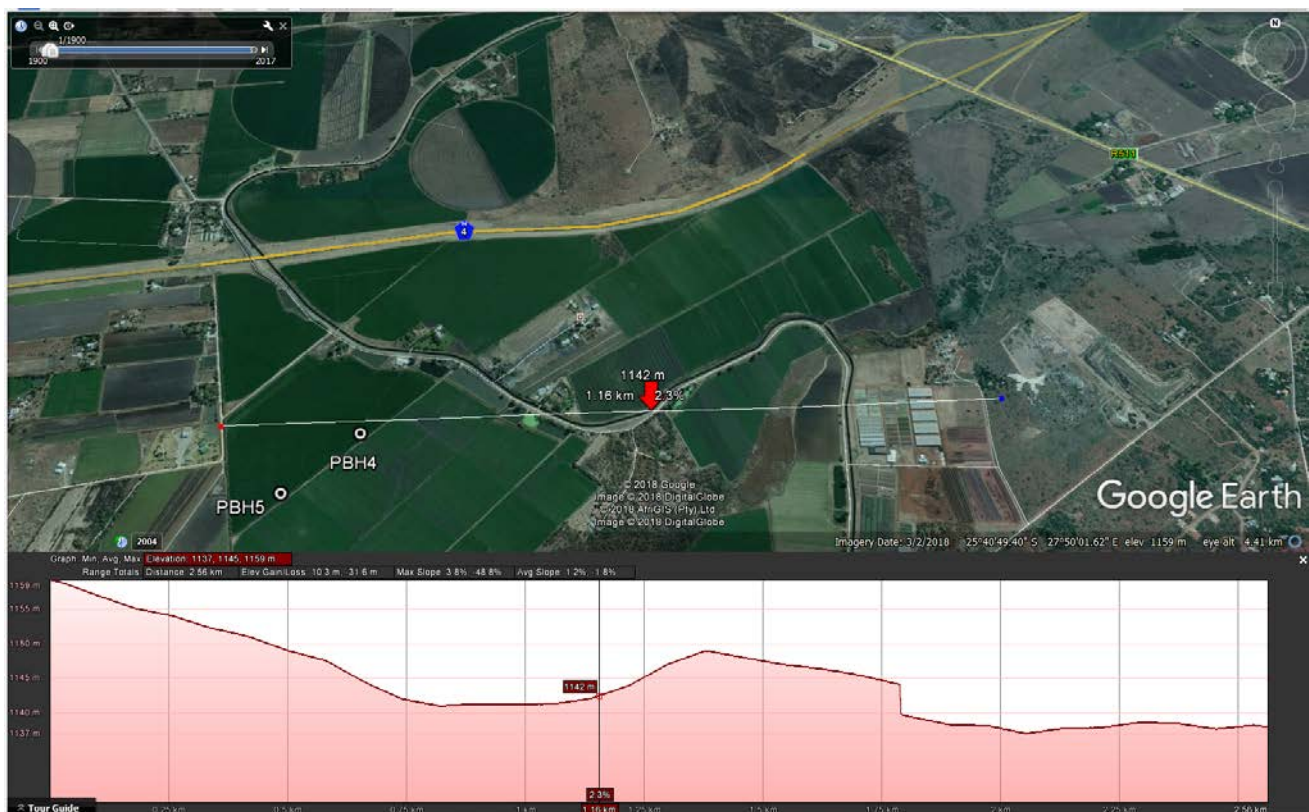 1/1900
1900 2017
R511
4
1142 m
1.16 km 2.3%
PBH4
PBH5
© 2018 Google
Image © 2018 DigitalGlobe
© 2018 AfriGIS (Pty) Ltd
Image © 2018 DigitalGlobe
Google Earth
2004
Imagery Date: 3/2/2018 25°40'49.40" S 27°50'01.62" E elev 1159 m eye alt 4.41 km
Graph: Min, Avg, Max Elevation: 1137, 1145, 1159 m
Range Totals: Distance: 2.56 km Elev Gain/Loss: 10.3 m, -31.6 m Max Slope: 3.8%, -48.8% Avg Slope: 1.2%, -1.8%
1159 m
1155 m
1150 m
1145 m
1142 m
1140 m
1137 m
2.3%
Tour Guide 0.25 km 0.5 km 0.75 km 1 km 1.16 km 1.25 km 1.5 km 1.75 km 2 km 2.25 km 2.56 km